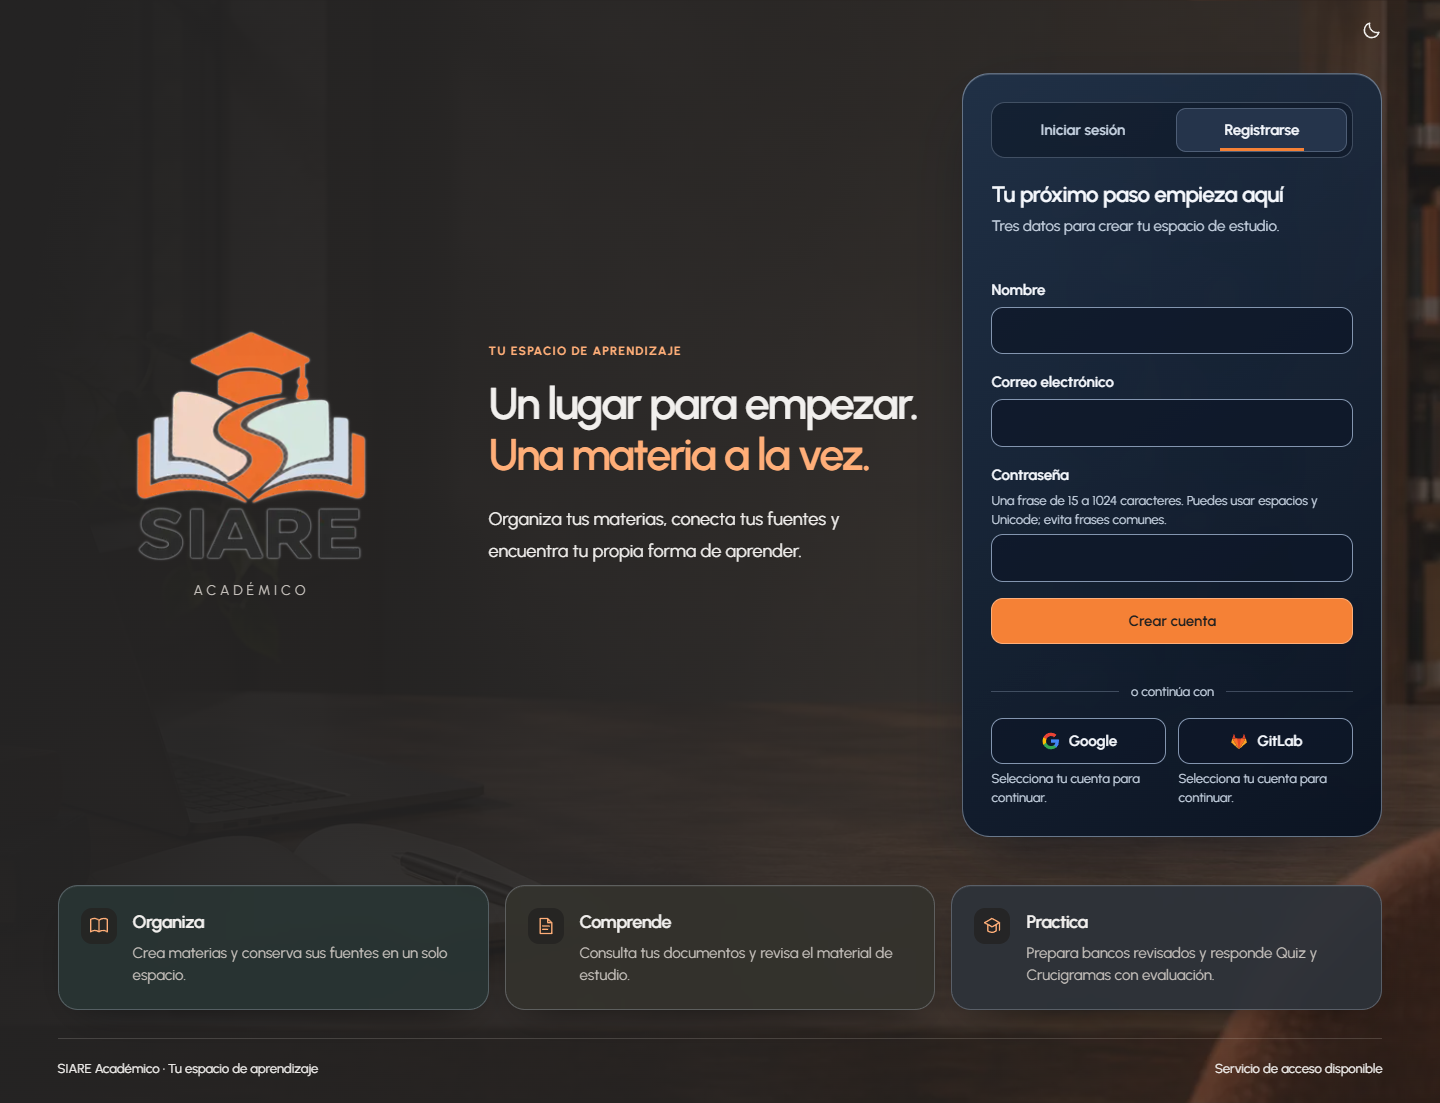 Iniciar sesión
Registrarse
Tu próximo paso empieza aquí
Tres datos para crear tu espacio de estudio.
Nombre
Correo electrónico
Contraseña
Una frase de 15 a 1024 caracteres. Puedes usar espacios y
Unicode; evita frases comunes.
Crear cuenta
o continúa con
Google
GitLab
Selecciona tu cuenta para
continuar.
Selecciona tu cuenta para
continuar.
SIARE
ACADÉMICO
TU ESPACIO DE APRENDIZAJE
Un lugar para empezar.
Una materia a la vez.
Organiza tus materias, conecta tus fuentes y
encuentra tu propia forma de aprender.
Organiza
Crea materias y conserva sus fuentes en un solo
espacio.
Comprende
Consulta tus documentos y revisa el material de
estudio.
Practica
Prepara bancos revisados y responde Quiz y
Crucigramas con evaluación.
SIARE Académico · Tu espacio de aprendizaje
Servicio de acceso disponible